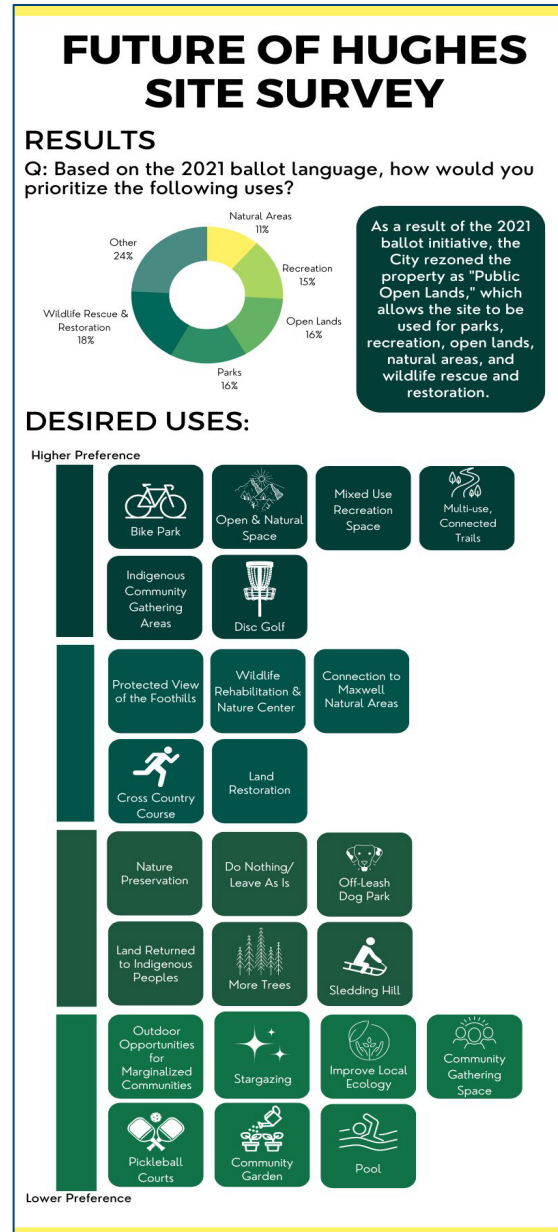 FUTURE OF HUGHES
SITE SURVEY
RESULTS
Q: Based on the 2021 ballot language, how would you
prioritize the following uses?
Natural Areas
11%
Recreation
15%
Open Lands
16%
Parks
16%
Wildlife Rescue &
Restoration
18%
Other
24%
As a result of the 2021
ballot initiative, the
City rezoned the
property as "Public
Open Lands," which
allows the site to be
used for parks,
recreation, open lands,
natural areas, and
wildlife rescue and
restoration.
DESIRED USES:
Higher Preference
Bike Park
Open & Natural
Space
Mixed Use
Recreation
Space
Multi-use,
Connected
Trails
Indigenous
Community
Gathering
Areas
Disc Golf
Protected View
of the Foothills
Wildlife
Rehabilitation &
Nature Center
Connection to
Maxwell
Natural Areas
Cross Country
Course
Land
Restoration
Nature
Preservation
Do Nothing/
Leave As Is
Off-Leash
Dog Park
Land Returned
to Indigenous
Peoples
More Trees
Sledding Hill
Outdoor
Opportunities
for
Marginalized
Communities
Stargazing
Improve Local
Ecology
Community
Gathering
Space
Pickleball
Courts
Community
Garden
Pool
Lower Preference